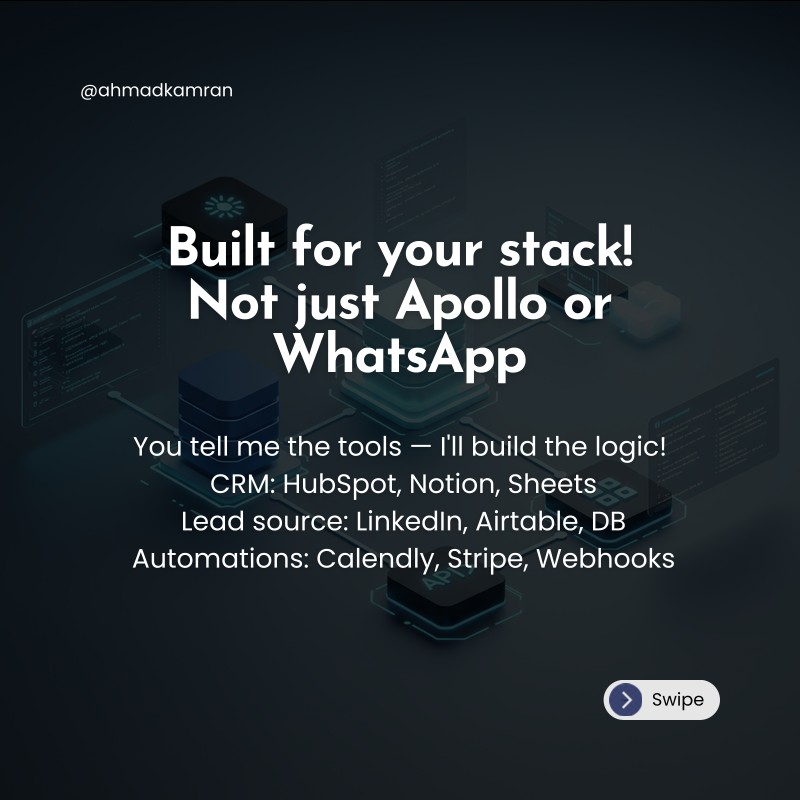 @ahmadkamran
Built for your stack!
Not just Apollo or
WhatsApp
You tell me the tools — I'll build the logic!
CRM: HubSpot, Notion, Sheets
Lead source: LinkedIn, Airtable, DB
Automations: Calendly, Stripe, Webhooks
API
Swipe